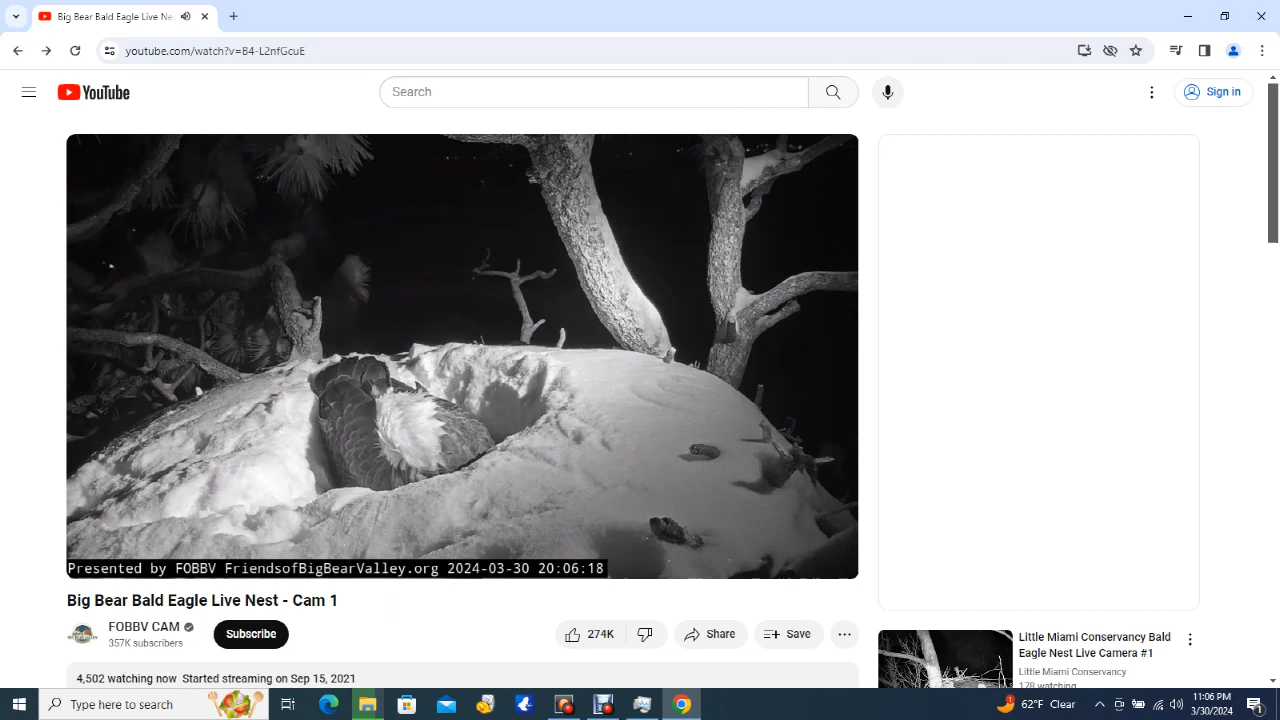 Big Bear Bald Eagle Live Ne
youtube.com/watch?v=B4-L2nfGcuE
YouTube
Search
Sign in
Presented by FOBBV FriendsofBigBearValley.org 2024-03-30 20:06:18
Big Bear Bald Eagle Live Nest - Cam 1
FOBBV CAM
357K subscribers
Subscribe
274K
Share
Save
4,502 watching now Started streaming on Sep 15, 2021
Little Miami Conservancy Bald
Eagle Nest Live Camera #1
Little Miami Conservancy
178 watching
Type here to search
62°F Clear
11:06 PM
3/30/2024